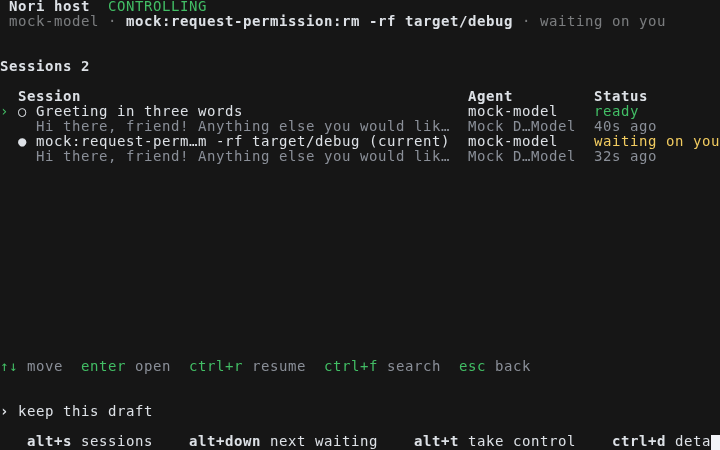 Nori host  CONTROLLING
mock-model · mock:request-permission:rm -rf target/debug · waiting on you
Sessions 2
Session Agent Status
› ○ Greeting in three words mock-model ready
Hi there, friend! Anything else you would lik… Mock D…Model 40s ago
● mock:request-perm…m -rf target/debug (current) mock-model waiting on you
Hi there, friend! Anything else you would lik… Mock D…Model 32s ago
↑↓ move  enter open  ctrl+r resume  ctrl+f search  esc back
› keep this draft
alt+s sessions    alt+down next waiting    alt+t take control    ctrl+d deta